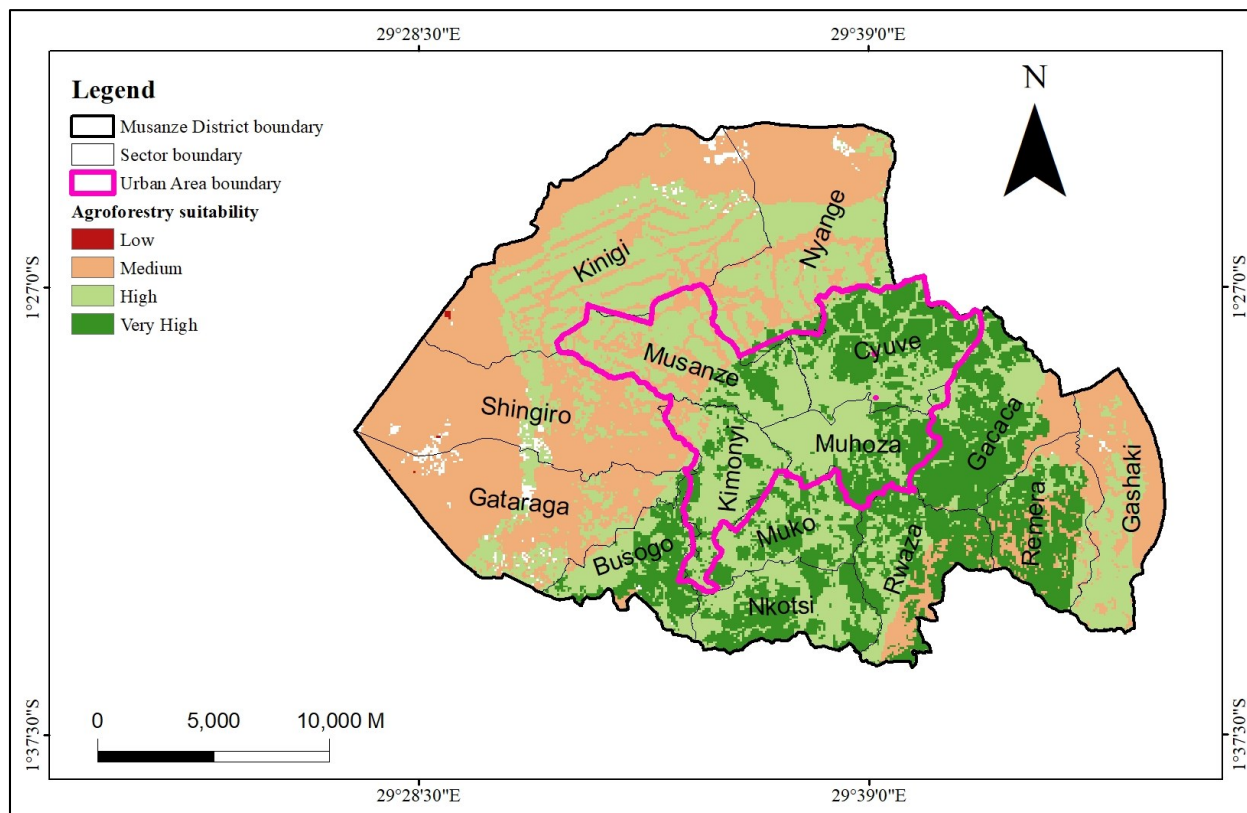 29°28'30"E
29°39'0"E
Legend
Musanze District boundary
Sector boundary
Urban Area boundary
Agroforestry suitability
Low
Medium
High
Very High
N
1°27'0"S
1°27'0"S
Kinigi
Nyange
Musanze
Cyuve
Shingiro
Muhoza
Gacaca
Gataraga
Kimonyi
Gashaki
Remera
Busogo
Muko
Rwaza
Nkotsi
0 5,000 10,000 M
1°37'30"S
1°37'30"S
29°28'30"E
29°39'0"E